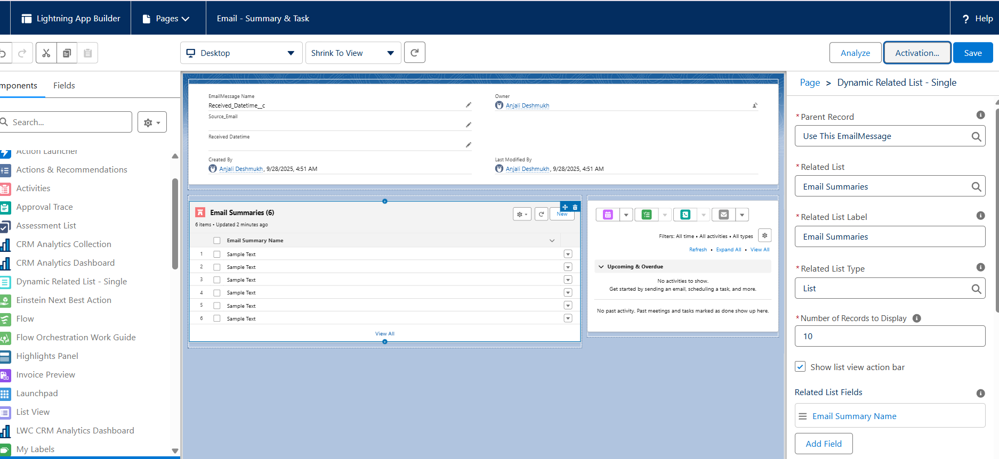 Lightning App Builder
Pages
Email - Summary & Task
? Help
Desktop
Shrink To View
Analyze
Activation...
Save
mponents
Fields
Search...
Action Launcher
Actions & Recommendations
Activities
Approval Trace
Assessment List
CRM Analytics Collection
CRM Analytics Dashboard
Dynamic Related List - Single
Einstein Next Best Action
Flow
Flow Orchestration Work Guide
Highlights Panel
Invoice Preview
Launchpad
List View
LWC CRM Analytics Dashboard
My Labels
EmailMessage Name
Received_Datetime__c
Owner
Anjali Deshmukh
Source_Email
Received Datetime
Created By
Anjali Deshmukh, 9/28/2025, 4:51 AM
Last Modified By
Anjali Deshmukh, 9/28/2025, 4:51 AM
Email Summaries (6)
New
6 items • Updated 2 minutes ago
Email Summary Name
1 Sample Text
2 Sample Text
3 Sample Text
4 Sample Text
5 Sample Text
6 Sample Text
View All
Filters: All time • All activities • All types
Refresh • Expand All • View All
Upcoming & Overdue
No activities to show.
Get started by sending an email, scheduling a task, and more.
No past activity. Past meetings and tasks marked as done show up here.
Page > Dynamic Related List - Single
*Parent Record
Use This EmailMessage
*Related List
Email Summaries
*Related List Label
Email Summaries
*Related List Type
List
*Number of Records to Display
10
Show list view action bar
Related List Fields
Email Summary Name
Add Field